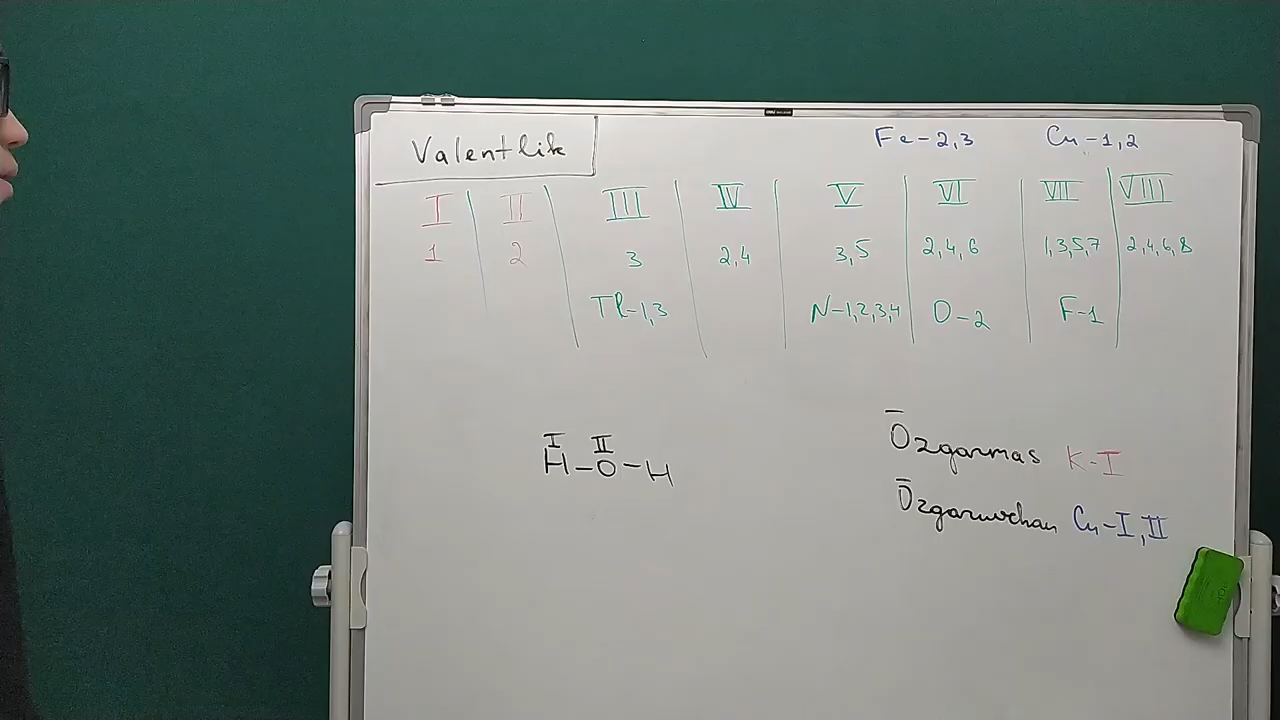 Valentlik
Fe-2,3 Cu-1,2
I II III IV V VI VII VIII
1 2 3 2,4 3,5 2,4,6 1,3,5,7 2,4,6,8
Tl-1,3 N-1,2,3,4 O-2 F-1
I II
H-O-H
Ōzgarmas K-I
Ōzgaruvchan Cu-I,II